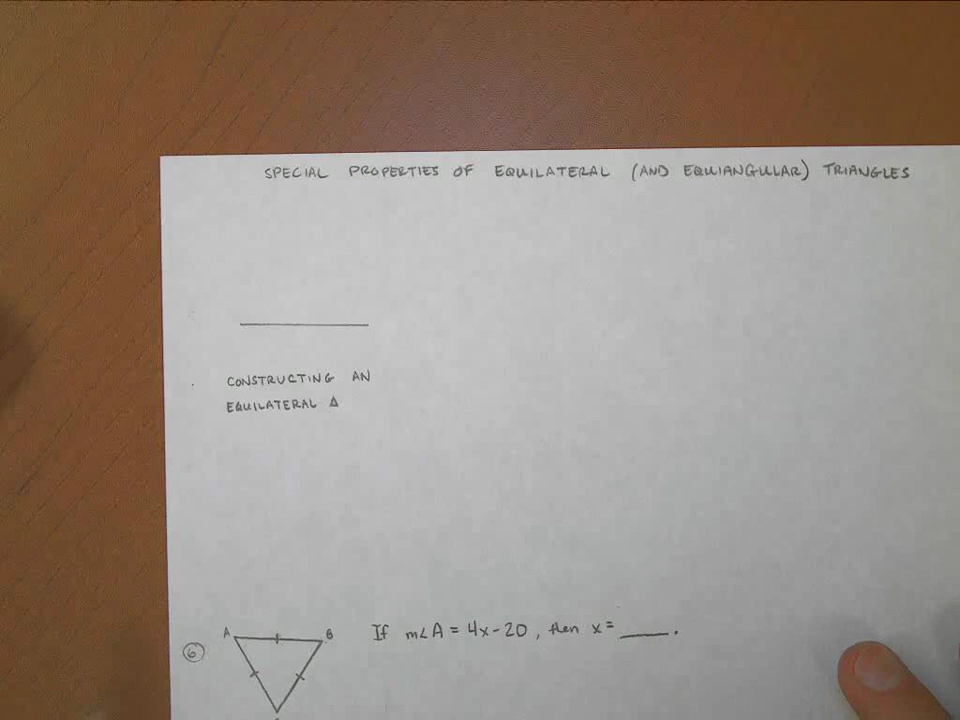 SPECIAL PROPERTIES OF EQUILATERAL (AND EQUIANGULAR) TRIANGLES
CONSTRUCTING AN
EQUILATERAL Δ
6
A
B
If m∠A = 4x-20, then x= ____.